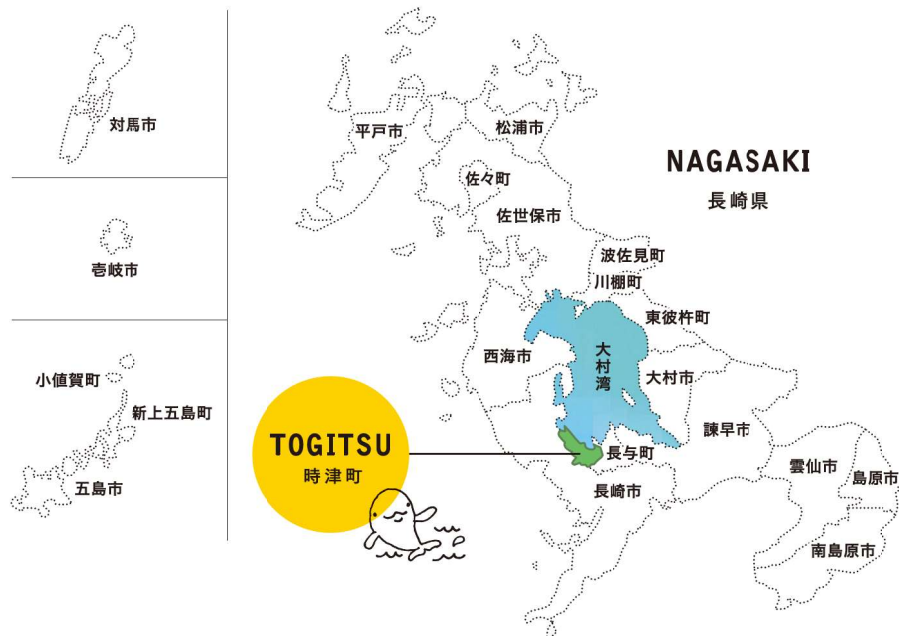 対馬市
壱岐市
小値賀町
新上五島町
五島市
平戸市
松浦市
佐々町
佐世保市
NAGASAKI
長崎県
波佐見町
川棚町
東彼杵町
西海市
大村湾
大村市
諫早市
TOGITSU
時津町
長与町
長崎市
雲仙市
島原市
南島原市